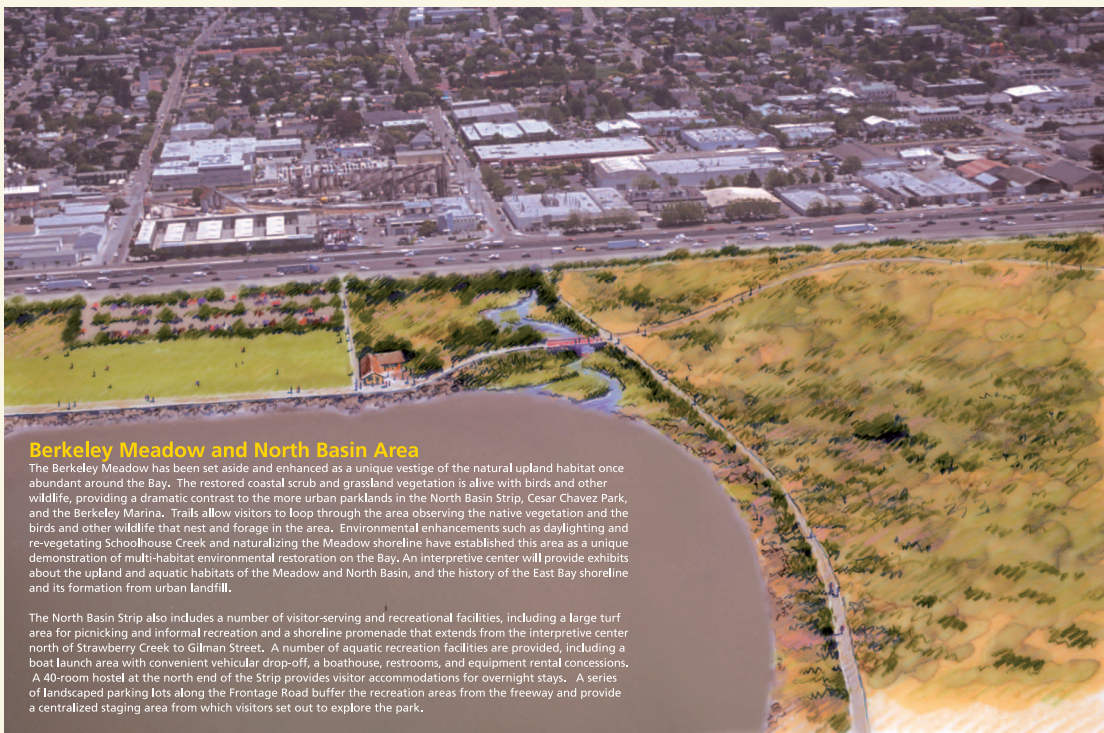 Berkeley Meadow and North Basin Area
The Berkeley Meadow has been set aside and enhanced as a unique vestige of the natural upland habitat once
abundant around the Bay. The restored coastal scrub and grassland vegetation is alive with birds and other
wildlife, providing a dramatic contrast to the more urban parklands in the North Basin Strip, Cesar Chavez Park,
and the Berkeley Marina. Trails allow visitors to loop through the area observing the native vegetation and the
birds and other wildlife that nest and forage in the area. Environmental enhancements such as daylighting and
re-vegetating Schoolhouse Creek and naturalizing the Meadow shoreline have established this area as a unique
demonstration of multi-habitat environmental restoration on the Bay. An interpretive center will provide exhibits
about the upland and aquatic habitats of the Meadow and North Basin, and the history of the East Bay shoreline
and its formation from urban landfill.
The North Basin Strip also includes a number of visitor-serving and recreational facilities, including a large turf
area for picnicking and informal recreation and a shoreline promenade that extends from the interpretive center
north of Strawberry Creek to Gilman Street. A number of aquatic recreation facilities are provided, including a
boat launch area with convenient vehicular drop-off, a boathouse, restrooms, and equipment rental concessions.
A 40-room hostel at the north end of the Strip provides visitor accommodations for overnight stays. A series
of landscaped parking lots along the Frontage Road buffer the recreation areas from the freeway and provide
a centralized staging area from which visitors set out to explore the park.